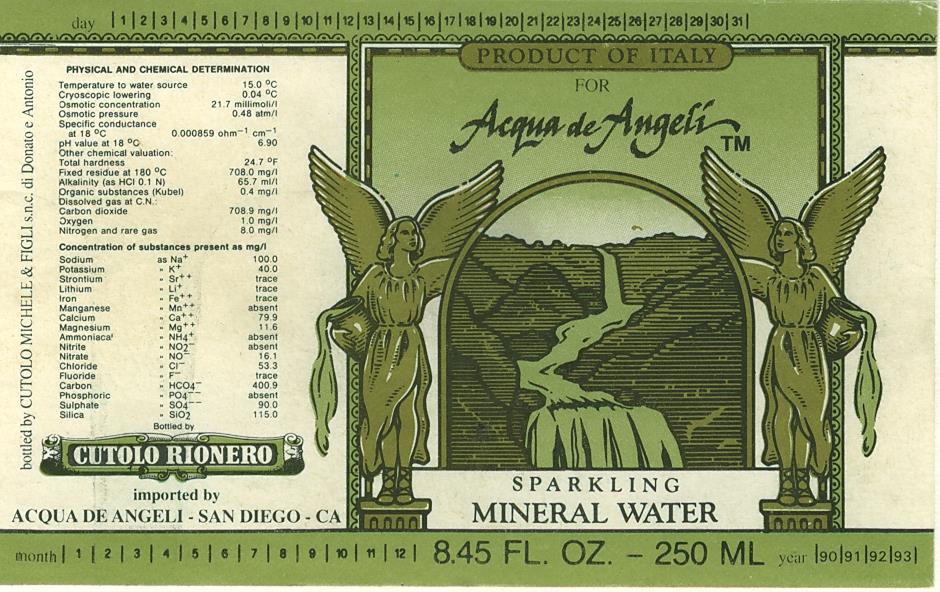 day |1|2|3|4|5|6|7|8|9|10|11|12|13|14|15|16|17|18|19|20|21|22|23|24|25|26|27|28|29|30|31|
bottled by CUTOLO MICHELE & FIGLI s.n.c. di Donato e Antonio
PHYSICAL AND CHEMICAL DETERMINATION
Temperature to water source 15.0 °C
Cryoscopic lowering 0.04 °C
Osmotic concentration 21.7 millimoli/l
Osmotic pressure 0.48 atm/l
Specific conductance
at 18 °C 0.000859 ohm⁻¹ cm⁻¹
pH value at 18 °C 6.90
Other chemical valuation:
Total hardness 24.7 °F
Fixed residue at 180 °C 708.0 mg/l
Alkalinity (as HCl 0.1 N) 65.7 ml/l
Organic substances (Kubel) 0.4 mg/l
Dissolved gas at C.N.:
Carbon dioxide 708.9 mg/l
Oxygen 1.0 mg/l
Nitrogen and rare gas 8.0 mg/l
Concentration of substances present as mg/l
Sodium as Na⁺ 100.0
Potassium " K⁺ 40.0
Strontium " Sr⁺⁺ trace
Lithium " Li⁺ trace
Iron " Fe⁺⁺ trace
Manganese " Mn⁺⁺ absent
Calcium " Ca⁺⁺ 79.9
Magnesium " Mg⁺⁺ 11.6
Ammoniacal " NH4⁺ absent
Nitrite " NO2⁻ absent
Nitrate " NO⁻ 16.1
Chloride " Cl⁻ 53.3
Fluoride " F⁻ trace
Carbon " HCO4⁻ 400.9
Phosphoric " PO4⁻⁻ absent
Sulphate " SO4⁻⁻ 90.0
Silica " SiO2 115.0
Bottled by
CUTOLO RIONERO
imported by
ACQUA DE ANGELI - SAN DIEGO - CA
PRODUCT OF ITALY
FOR
Acqua de Angeli TM
SPARKLING
MINERAL WATER
month |1|2|3|4|5|6|7|8|9|10|11|12| 8.45 FL. OZ. – 250 ML year |90|91|92|93|